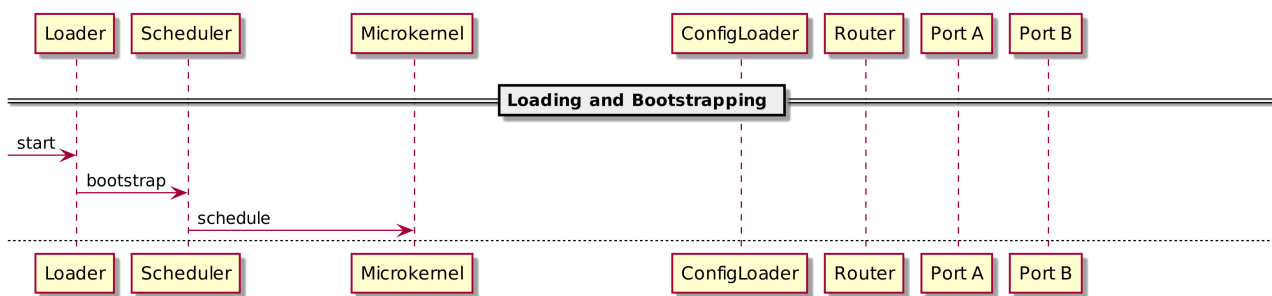 Loader Scheduler Microkernel ConfigLoader Router Port A Port B
Loading and Bootstrapping
start
bootstrap
schedule
Loader Scheduler Microkernel ConfigLoader Router Port A Port B